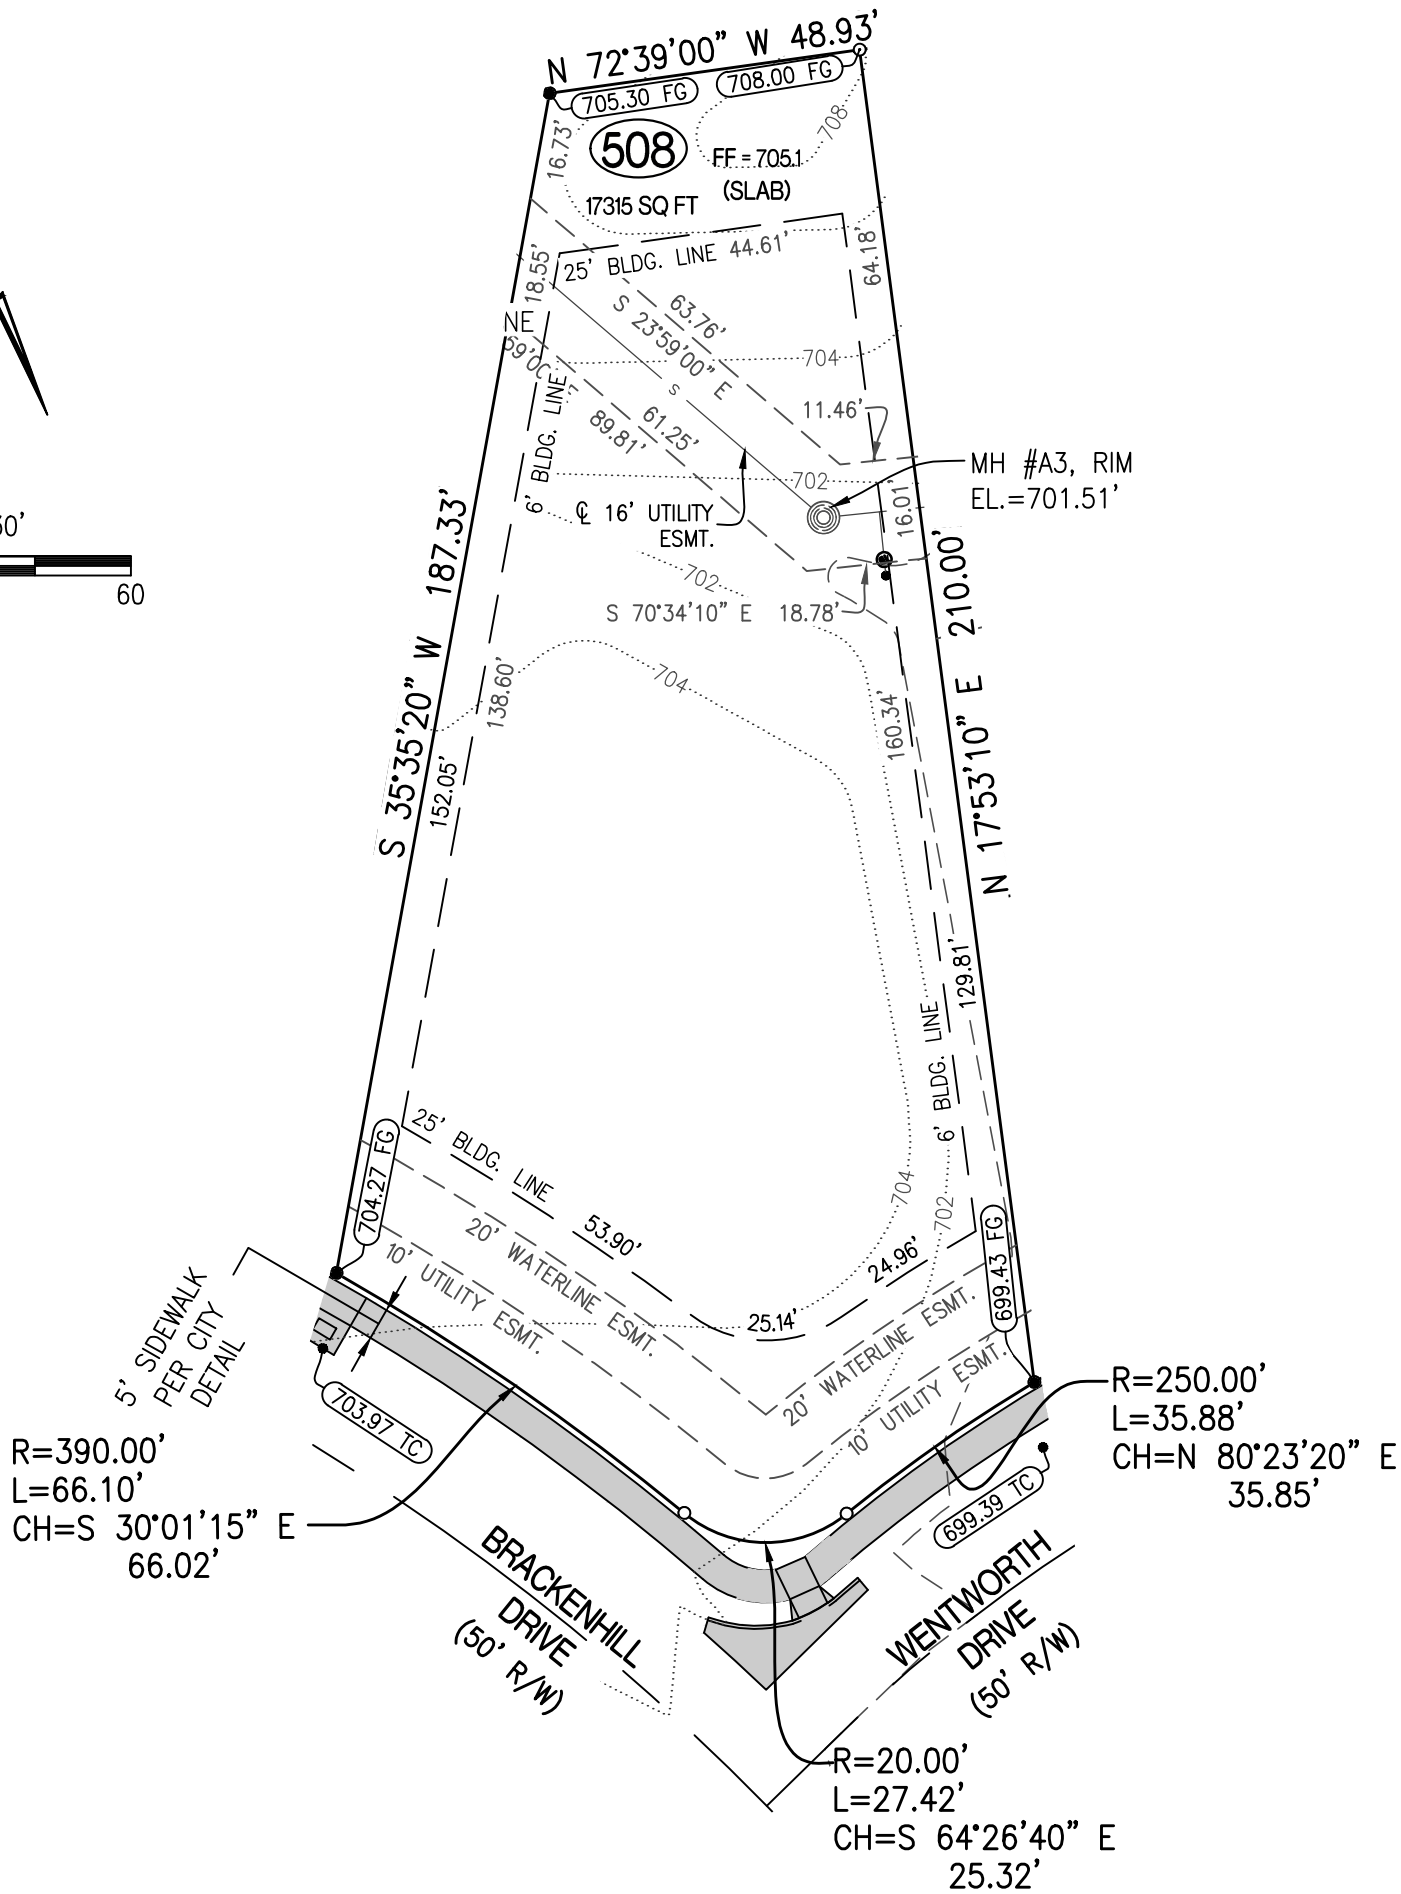 N 72°39'00" W 48.93'
705.30 FG
708.00 FG
16.73'
508
FF = 705.1
(SLAB)
708
17315 SQ FT
25' BLDG. LINE 44.61'
64.18'
18.55'
63.76'
S 23°59'00" E
NE
704
S
11.46'
61.25'
89.81'
6' BLDG. LINE
MH #A3, RIM
EL.=701.51'
702
16.01'
℄ 16' UTILITY
ESMT.
60
S 35°35'20" W 187.33'
N 17°53'10" E 210.00'
702
S 70°34'10" E 18.78'
704
138.60'
160.34'
152.05'
129.81'
6' BLDG. LINE
25' BLDG. LINE 53.90'
704.27 FG
704
702
699.43 FG
20' WATERLINE ESMT.
10' UTILITY ESMT.
24.96'
25.14'
20' WATERLINE ESMT.
10' UTILITY ESMT.
5' SIDEWALK
PER CITY
DETAIL
703.97 TC
R=390.00'
L=66.10'
CH=S 30°01'15" E
66.02'
R=250.00'
L=35.88'
CH=N 80°23'20" E
35.85'
699.39 TC
BRACKENHILL
DRIVE
(50' R/W)
WENTWORTH
DRIVE
(50' R/W)
R=20.00'
L=27.42'
CH=S 64°26'40" E
25.32'